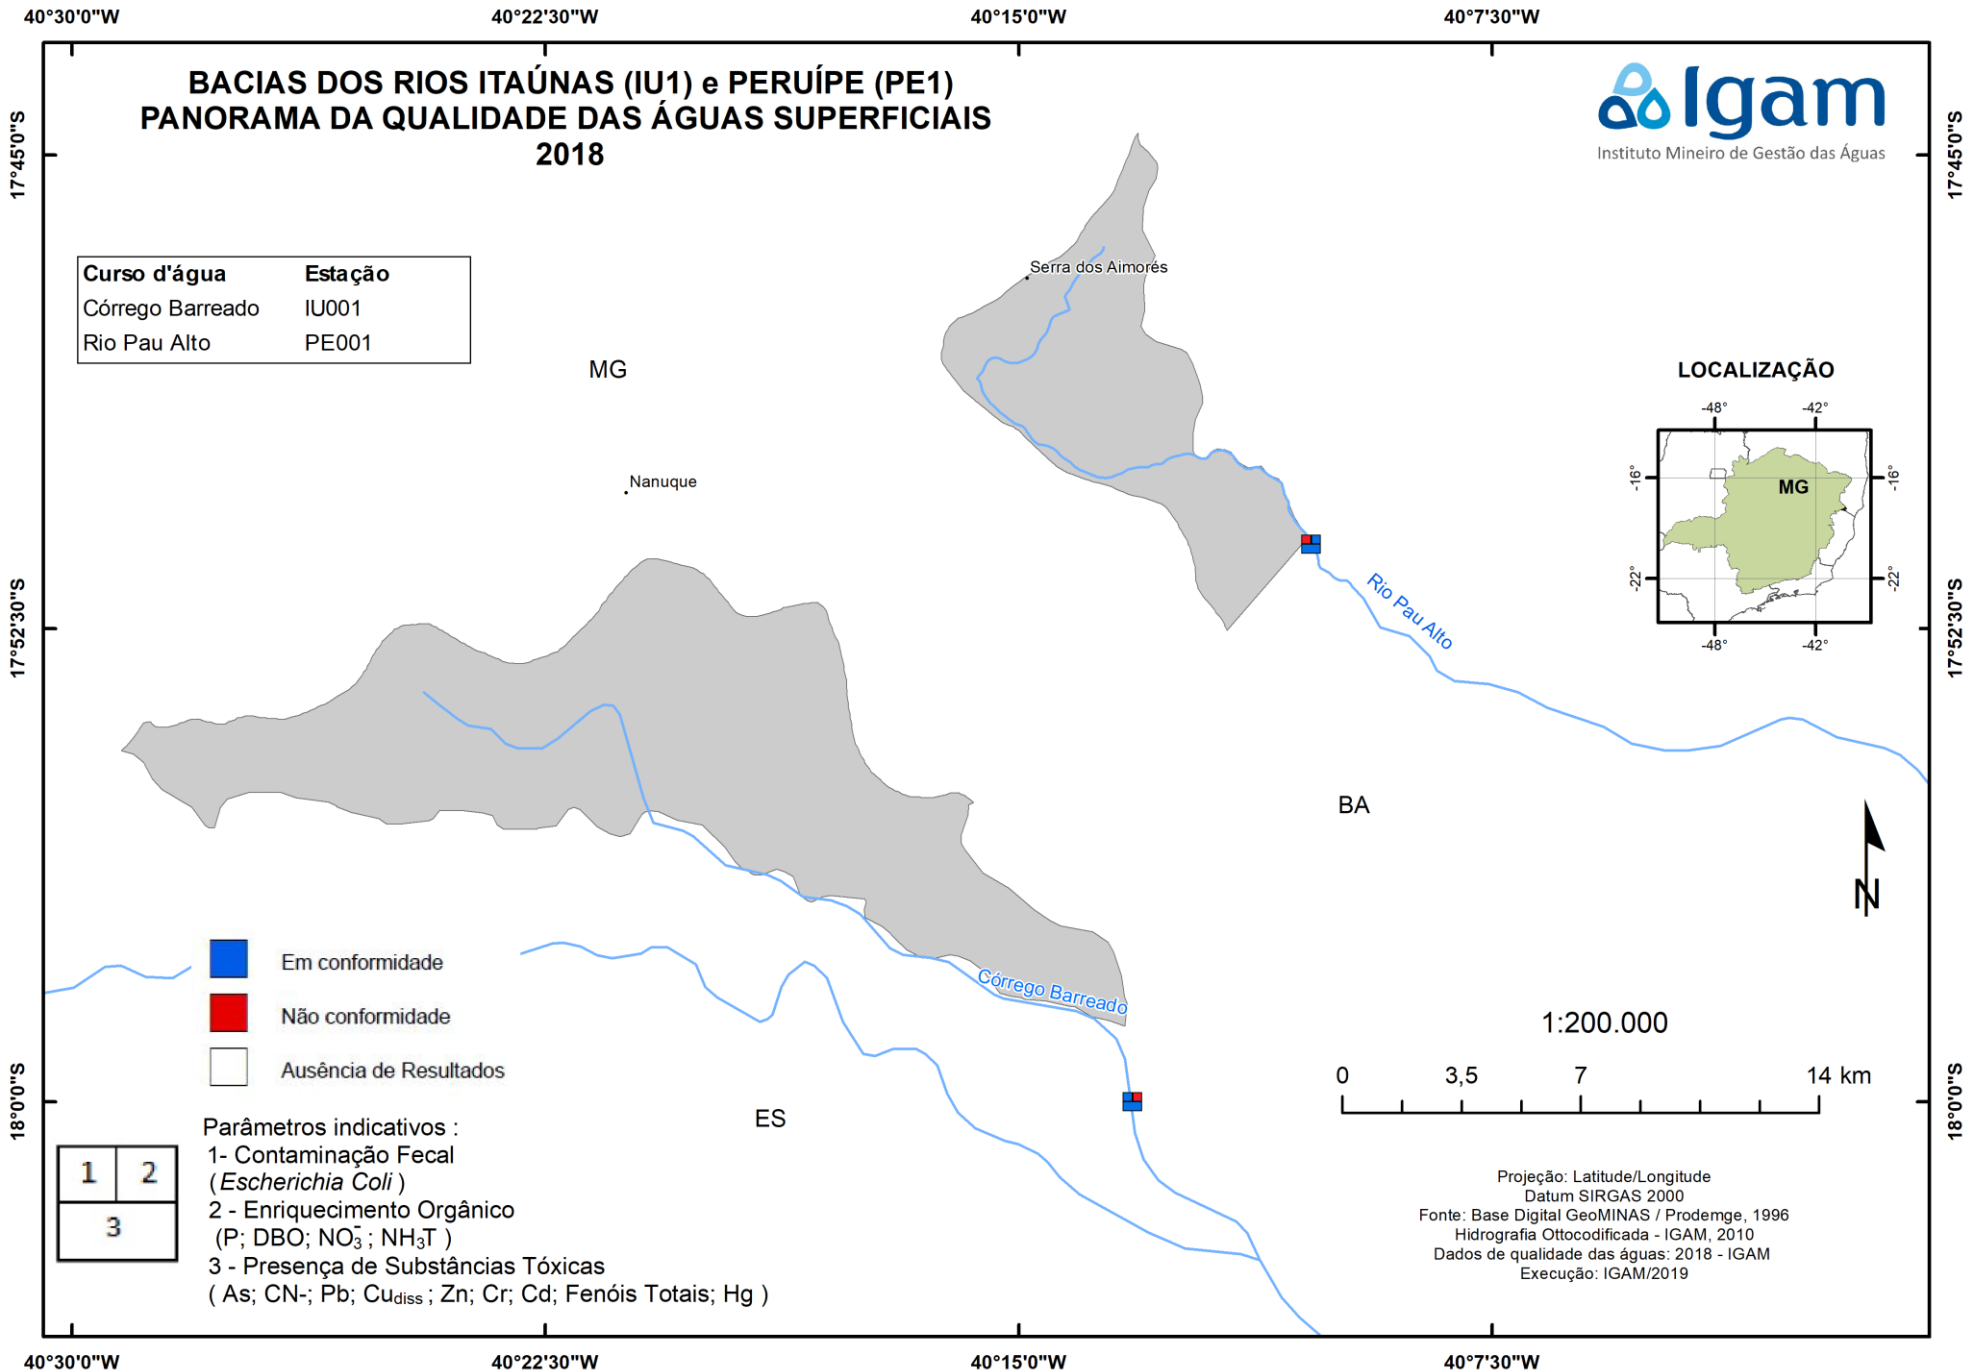 40°30'0"W 40°22'30"W 40°15'0"W 40°7'30"W
BACIAS DOS RIOS ITAÚNAS (IU1) e PERUÍPE (PE1)
PANORAMA DA QUALIDADE DAS ÁGUAS SUPERFICIAIS
2018
Igam
Instituto Mineiro de Gestão das Águas
17°45'0"S
17°45'0"S
Curso d'água Estação
Córrego Barreado IU001
Rio Pau Alto PE001
Serra dos Aimorés
MG
Nanuque
LOCALIZAÇÃO
-48° -42°
-16° -16°
MG
-22° -22°
-48° -42°
Rio Pau Alto
17°52'30"S
17°52'30"S
BA
N
Córrego Barreado
Em conformidade
Não conformidade
Ausência de Resultados
1:200.000
0 3,5 7 14 km
18°0'0"S
18°0'0"S
ES
1 2
3
Parâmetros indicativos :
1- Contaminação Fecal
(Escherichia Coli )
2 - Enriquecimento Orgânico
(P; DBO; NO₃⁻; NH₃T )
3 - Presença de Substâncias Tóxicas
( As; CN-; Pb; Cudiss ; Zn; Cr; Cd; Fenóis Totais; Hg )
Projeção: Latitude/Longitude
Datum SIRGAS 2000
Fonte: Base Digital GeoMINAS / Prodemge, 1996
Hidrografia Ottocodificada - IGAM, 2010
Dados de qualidade das águas: 2018 - IGAM
Execução: IGAM/2019
40°30'0"W 40°22'30"W 40°15'0"W 40°7'30"W